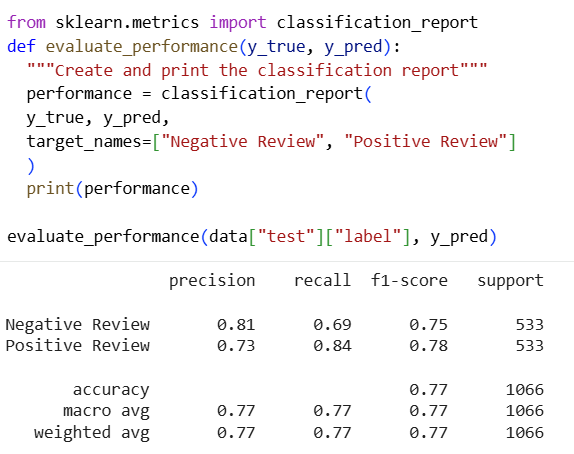 from sklearn.metrics import classification_report
def evaluate_performance(y_true, y_pred):
  """Create and print the classification report"""
  performance = classification_report(
  y_true, y_pred,
  target_names=["Negative Review", "Positive Review"]
  )
  print(performance)

evaluate_performance(data["test"]["label"], y_pred)
                 precision    recall  f1-score   support

Negative Review       0.81      0.69      0.75       533
Positive Review       0.73      0.84      0.78       533

       accuracy                           0.77      1066
      macro avg       0.77      0.77      0.77      1066
   weighted avg       0.77      0.77      0.77      1066